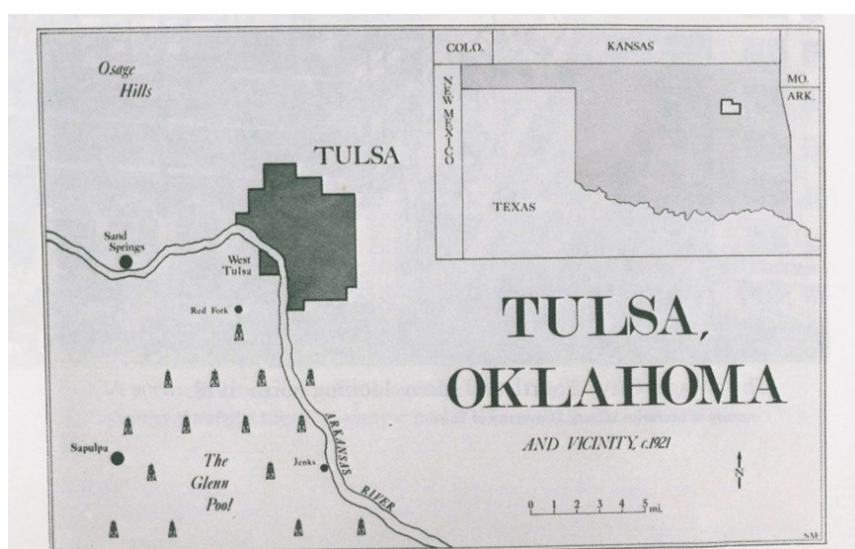 Osage
Hills
TULSA
Sand
Springs
West
Tulsa
Red Fork
Sapulpa
The
Glenn
Pool
Jenks
ARKANSAS
RIVER
COLO.
KANSAS
MO.
ARK.
NEW MEXICO
TEXAS
TULSA,
OKLAHOMA
AND VICINITY, c.1921
N
0 1 2 3 4 5 mi.